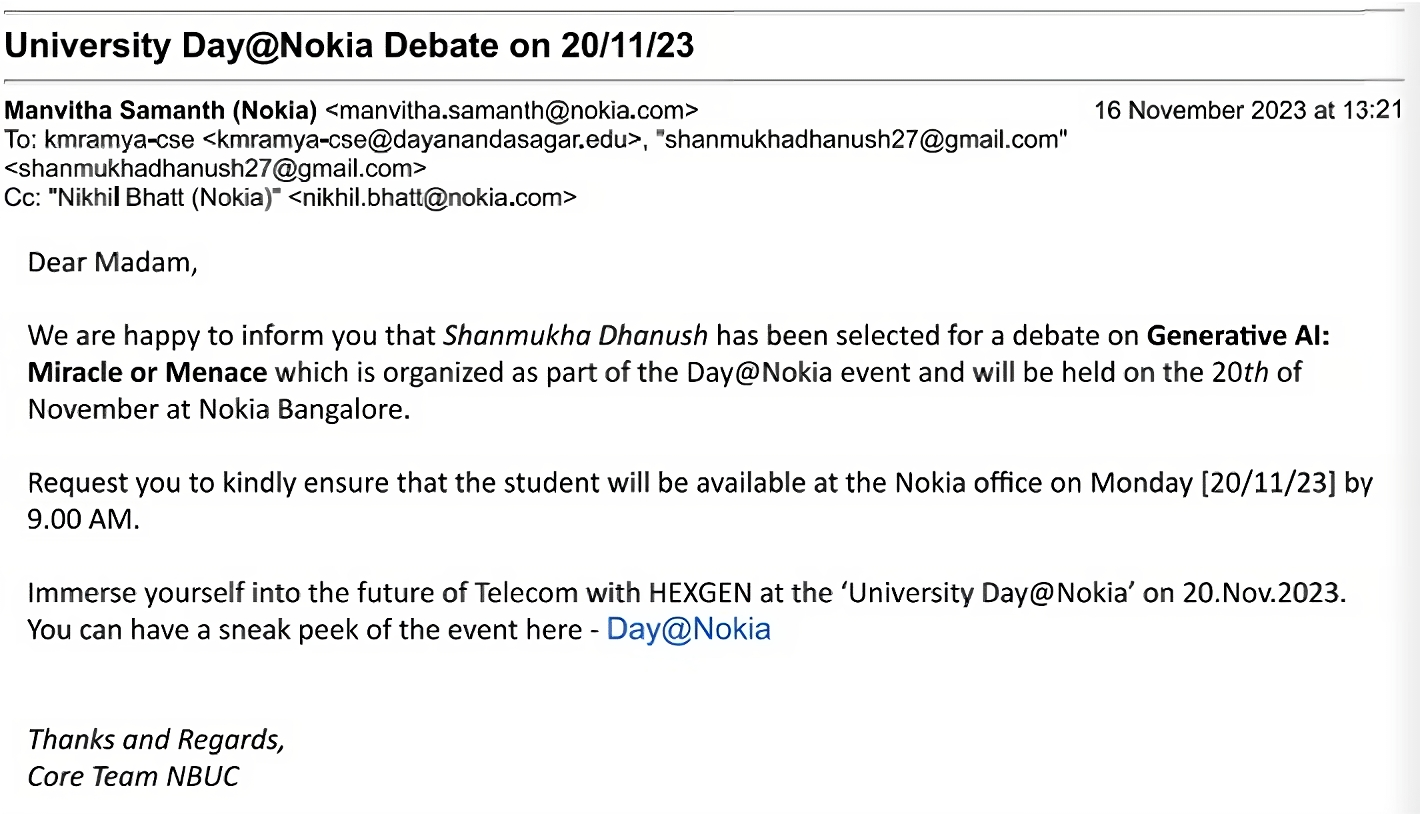 University Day@Nokia Debate on 20/11/23
Manvitha Samanth (Nokia) <manvitha.samanth@nokia.com> 16 November 2023 at 13:21
To: kmramya-cse <kmramya-cse@dayanandasagar.edu>, "shanmukhadhanush27@gmail.com"
<shanmukhadhanush27@gmail.com>
Cc: "Nikhil Bhatt (Nokia)" <nikhil.bhatt@nokia.com>
Dear Madam,
We are happy to inform you that Shanmukha Dhanush has been selected for a debate on Generative AI:
Miracle or Menace which is organized as part of the Day@Nokia event and will be held on the 20th of
November at Nokia Bangalore.
Request you to kindly ensure that the student will be available at the Nokia office on Monday [20/11/23] by
9.00 AM.
Immerse yourself into the future of Telecom with HEXGEN at the ‘University Day@Nokia’ on 20.Nov.2023.
You can have a sneak peek of the event here - Day@Nokia
Thanks and Regards,
Core Team NBUC